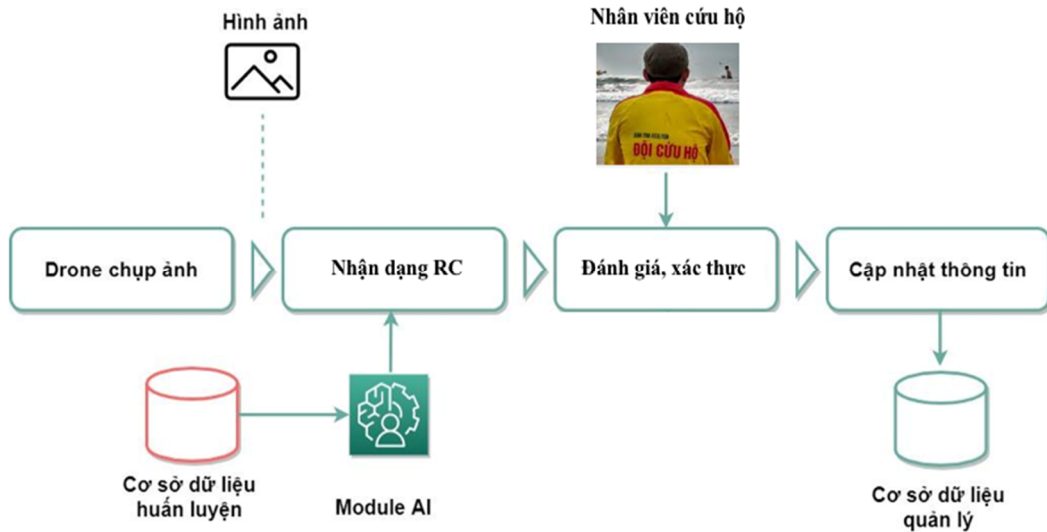 Hình ảnh
Nhân viên cứu hộ
ĐỘI CỨU HỘ
Drone chụp ảnh
Nhận dạng RC
Đánh giá, xác thực
Cập nhật thông tin
Cơ sở dữ liệu
huấn luyện
Module AI
Cơ sở dữ liệu
quản lý